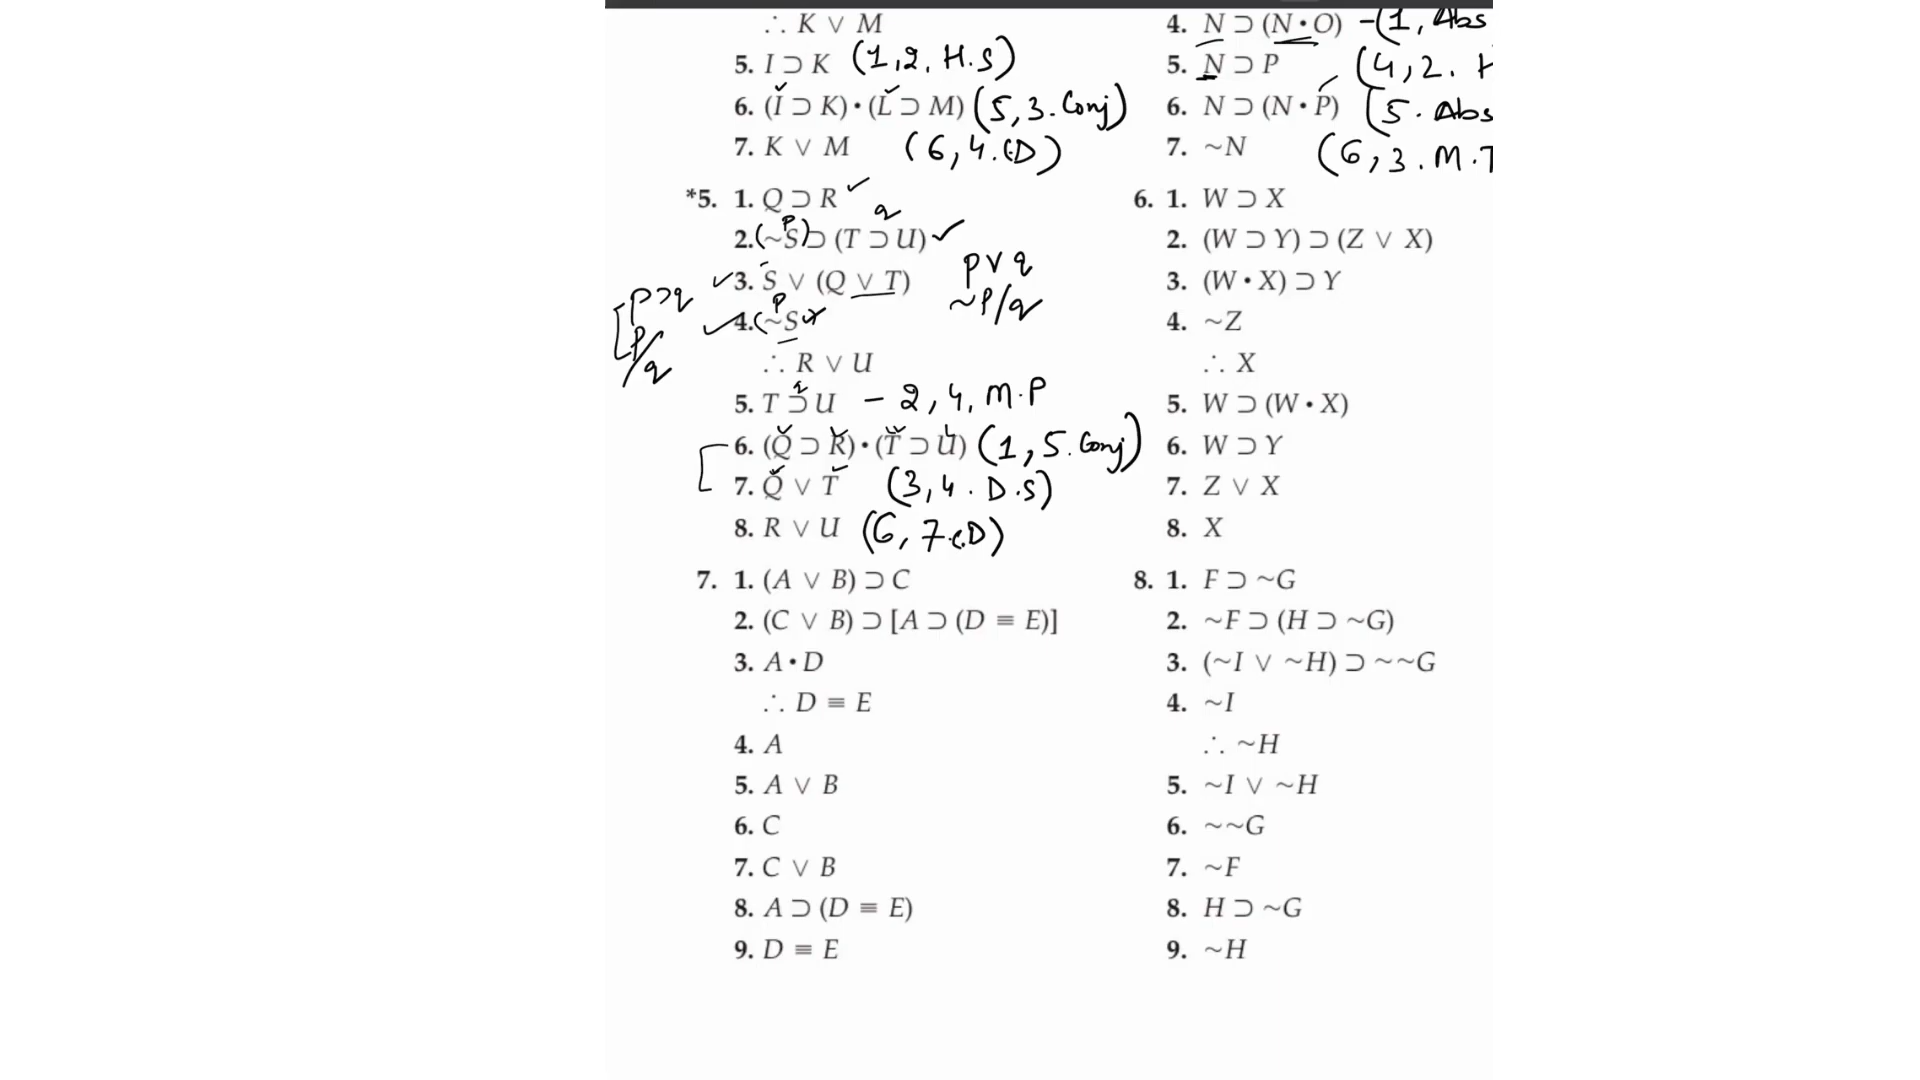 ∴ K ∨ M
5. I ⊃ K (1,2. H.S)
6. (I ⊃ K) • (L ⊃ M) (5,3. Conj)
7. K ∨ M (6,4. CD)
*5. 1. Q ⊃ R ✓
q
p
2. (~S) ⊃ (T ⊃ U) ✓
✓3. S ∨ (Q ∨ T)
p ∨ q
~p/q
p⊃q
p
/q
p
✓4. (~S)
∴ R ∨ U
q
5. T ⊃ U – 2,4, M.P
6. (Q ⊃ R) • (T ⊃ U) (1,5. Conj)
7. Q ∨ T (3,4. D.S)
8. R ∨ U (6,7.CD)
7. 1. (A ∨ B) ⊃ C
2. (C ∨ B) ⊃ [A ⊃ (D ≡ E)]
3. A • D
∴ D ≡ E
4. A
5. A ∨ B
6. C
7. C ∨ B
8. A ⊃ (D ≡ E)
9. D ≡ E
4. N ⊃ (N • O) –(1, Abs
5. N ⊃ P (4,2. H
6. N ⊃ (N • P) (5. Abs
7. ~N (6,3. M.T
6. 1. W ⊃ X
2. (W ⊃ Y) ⊃ (Z ∨ X)
3. (W • X) ⊃ Y
4. ~Z
∴ X
5. W ⊃ (W • X)
6. W ⊃ Y
7. Z ∨ X
8. X
8. 1. F ⊃ ~G
2. ~F ⊃ (H ⊃ ~G)
3. (~I ∨ ~H) ⊃ ~~G
4. ~I
∴ ~H
5. ~I ∨ ~H
6. ~~G
7. ~F
8. H ⊃ ~G
9. ~H